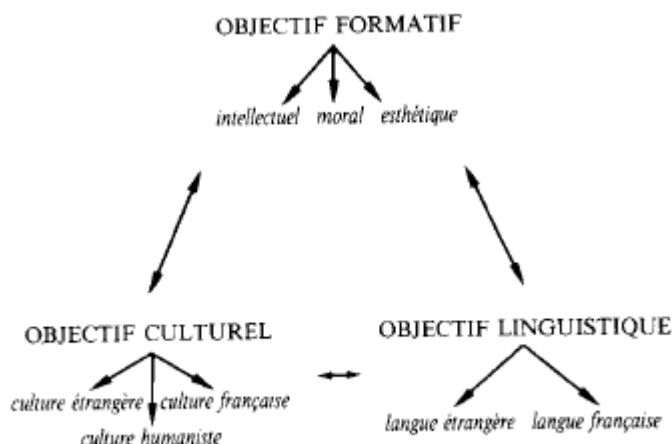 OBJECTIF FORMATIF
intellectuel moral esthétique
OBJECTIF CULTUREL
culture étrangère culture française
culture humaniste
OBJECTIF LINGUISTIQUE
langue étrangère langue française